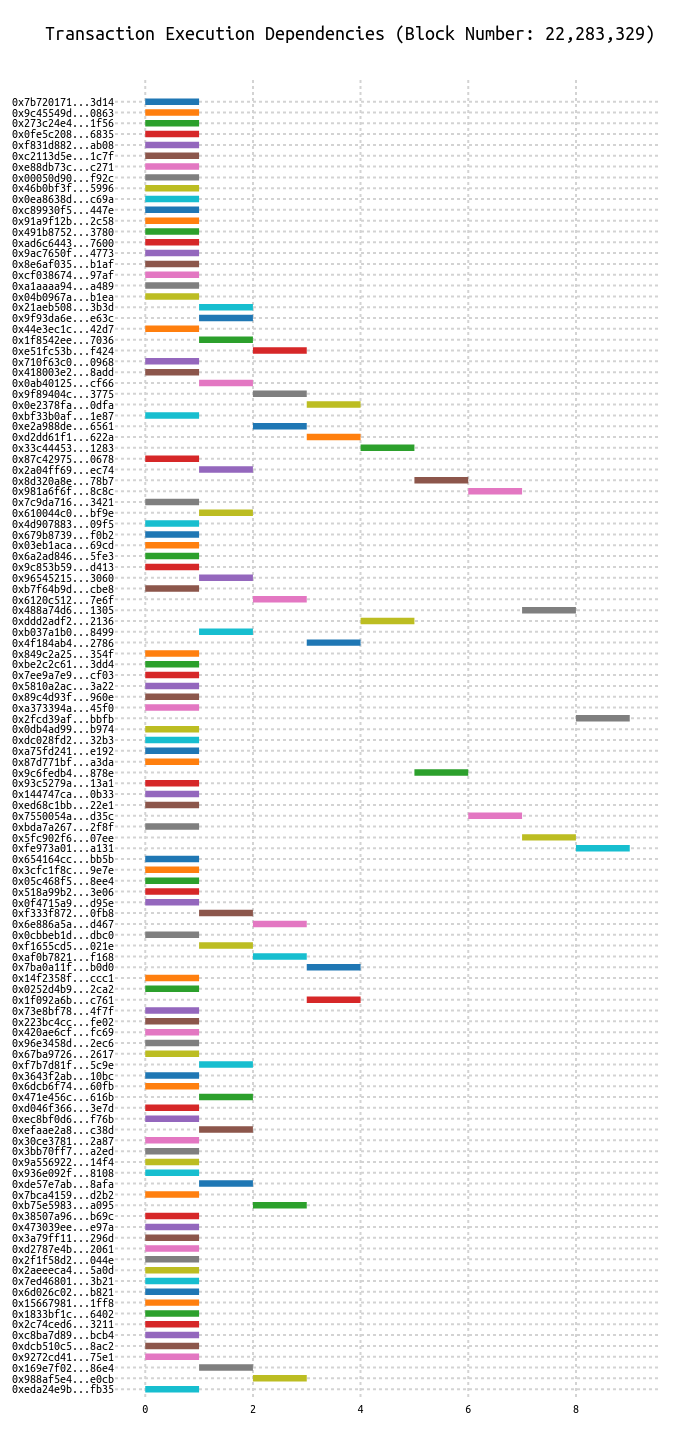 Transaction Execution Dependencies (Block Number: 22,283,329)
0x7b720171...3d14
0x9c45549d...0863
0x273c24e4...1f56
0x0fe5c208...6835
0xf831d882...ab08
0xc2113d5e...1c7f
0xe88db73c...c271
0x00050d90...f92c
0x46b0bf3f...5996
0x0ea8638d...c69a
0xc89930f5...447e
0x91a9f12b...2c58
0x491b8752...3780
0xad6c6443...7600
0x9ac7650f...4773
0x8e6af035...b1af
0xcf038674...97af
0xa1aaaa94...a489
0x04b0967a...b1ea
0x21aeb508...3b3d
0x9f93da6e...e63c
0x44e3ec1c...42d7
0x1f8542ee...7036
0xe51fc53b...f424
0x710f63c0...0968
0x418003e2...8add
0x0ab40125...cf66
0x9f89404c...3775
0x0e2378fa...0dfa
0xbf33b0af...1e87
0xe2a988de...6561
0xd2dd61f1...622a
0x33c44453...1283
0x87c42975...0678
0x2a04ff69...ec74
0x8d320a8e...78b7
0x981a6f6f...8c8c
0x7c9da716...3421
0x610044c0...bf9e
0x4d907883...09f5
0x679b8739...f0b2
0x03eb1aca...69cd
0x6a2ad846...5fe3
0x9c853b59...d413
0x96545215...3060
0xb7f64b9d...cbe8
0x6120c512...7e6f
0x488a74d6...1305
0xddd2adf2...2136
0xb037a1b0...8499
0x4f184ab4...2786
0x849c2a25...354f
0xbe2c2c61...3dd4
0x7ee9a7e9...cf03
0x5810a2ac...3a22
0x89c4d93f...960e
0xa373394a...45f0
0x2fcd39af...bbfb
0x0db4ad99...b974
0xdc028fd2...32b3
0xa75fd241...e192
0x87d771bf...a3da
0x9c6fedb4...878e
0x93c5279a...13a1
0x144747ca...0b33
0xed68c1bb...22e1
0x7550054a...d35c
0xbda7a267...2f8f
0x5fc902f6...07ee
0xfe973a01...a131
0x654164cc...bb5b
0x3cfc1f8c...9e7e
0x05c468f5...8ee4
0x518a99b2...3e06
0x0f4715a9...d95e
0xf333f872...0fb8
0x6e886a5a...d467
0x0cbbeb1d...dbc0
0xf1655cd5...021e
0xaf0b7821...f168
0x7ba0a11f...b0d0
0x14f2358f...ccc1
0x0252d4b9...2ca2
0x1f092a6b...c761
0x73e8bf78...4f7f
0x223bc4cc...fe02
0x420ae6cf...fc69
0x96e3458d...2ec6
0x67ba9726...2617
0xf7b7d81f...5c9e
0x3643f2ab...10bc
0x6dcb6f74...60fb
0x471e456c...616b
0xd046f366...3e7d
0xec8bf0d6...f76b
0xefaae2a8...c38d
0x30ce3781...2a87
0x3bb70ff7...a2ed
0x9a556922...14f4
0x936e092f...8108
0xde57e7ab...8afa
0x7bca4159...d2b2
0xb75e5983...a095
0x38507a96...b69c
0x473039ee...e97a
0x3a79ff11...296d
0xd2787e4b...2061
0x2f1f58d2...044e
0x2aeeeca4...5a0d
0x7ed46801...3b21
0x6d026c02...b821
0x15667981...1ff8
0x1833bf1c...6402
0x2c74ced6...3211
0xc8ba7d89...bcb4
0xdcb510c5...8ac2
0x9272cd41...75e1
0x169e7f02...86e4
0x988af5e4...e0cb
0xeda24e9b...fb35
0 2 4 6 8